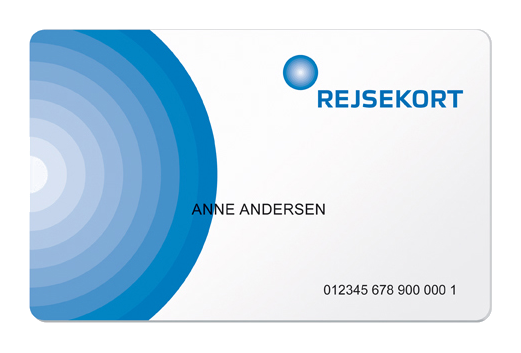 REJSEKORT
ANNE ANDERSEN
012345 678 900 000 1